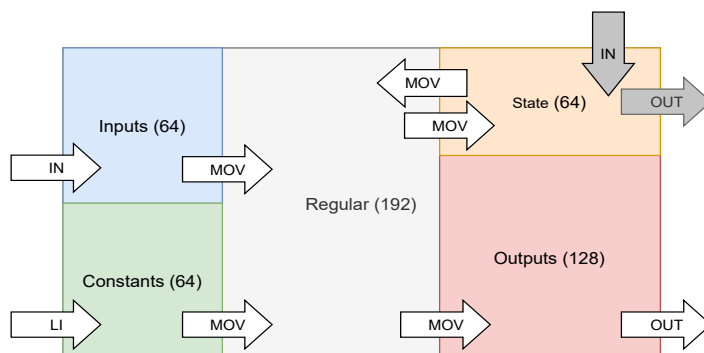 IN
MOV
State (64)
OUT
MOV
Inputs (64)
IN
MOV
Regular (192)
Outputs (128)
Constants (64)
LI
MOV
MOV
OUT